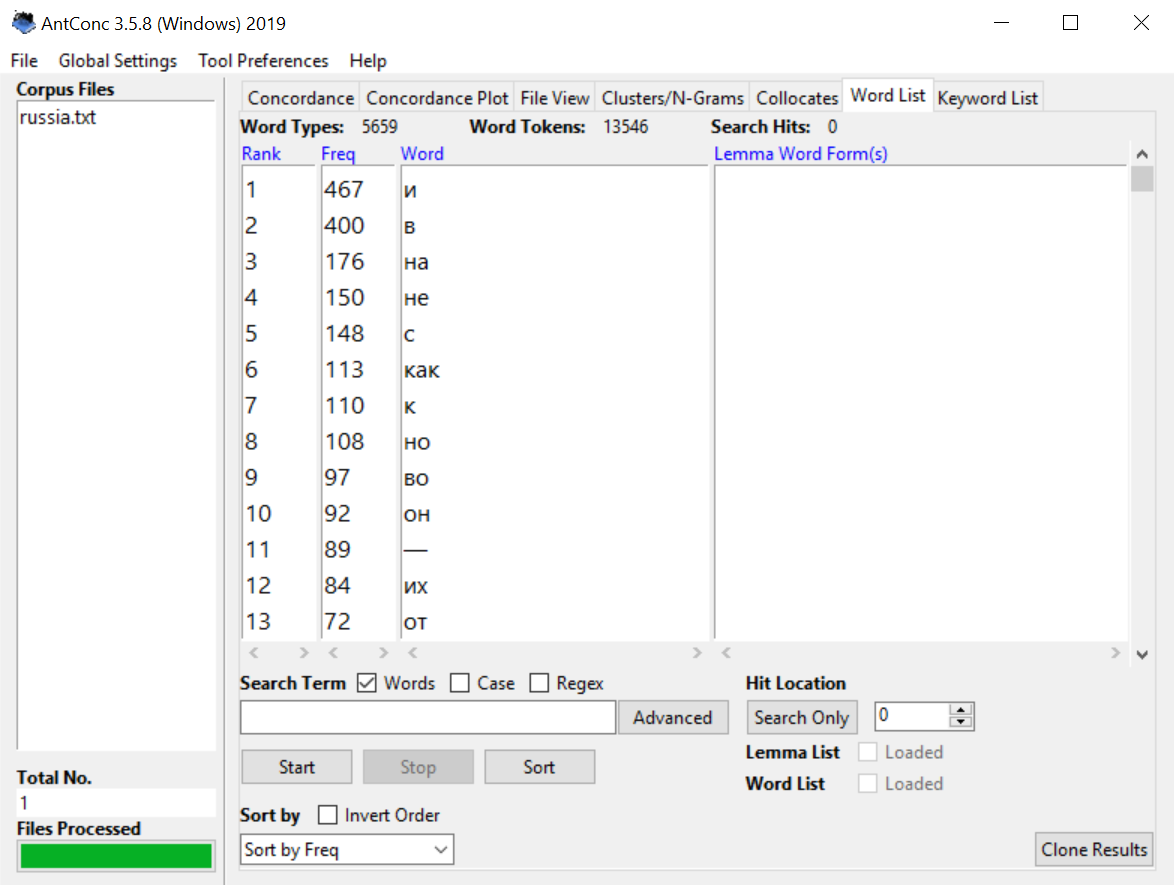 AntConc 3.5.8 (Windows) 2019
File Global Settings Tool Preferences Help
Corpus Files
russia.txt
Concordance Concordance Plot File View Clusters/N-Grams Collocates Word List Keyword List
Word Types: 5659 Word Tokens: 13546 Search Hits: 0
Rank Freq Word Lemma Word Form(s)
1 467 и
2 400 в
3 176 на
4 150 не
5 148 с
6 113 как
7 110 к
8 108 но
9 97 во
10 92 он
11 89 —
12 84 их
13 72 от
Search Term Words Case Regex Hit Location
Advanced Search Only 0
Start Stop Sort Lemma List Loaded
Word List Loaded
Total No.
1
Files Processed
Sort by Invert Order
Sort by Freq Clone Results